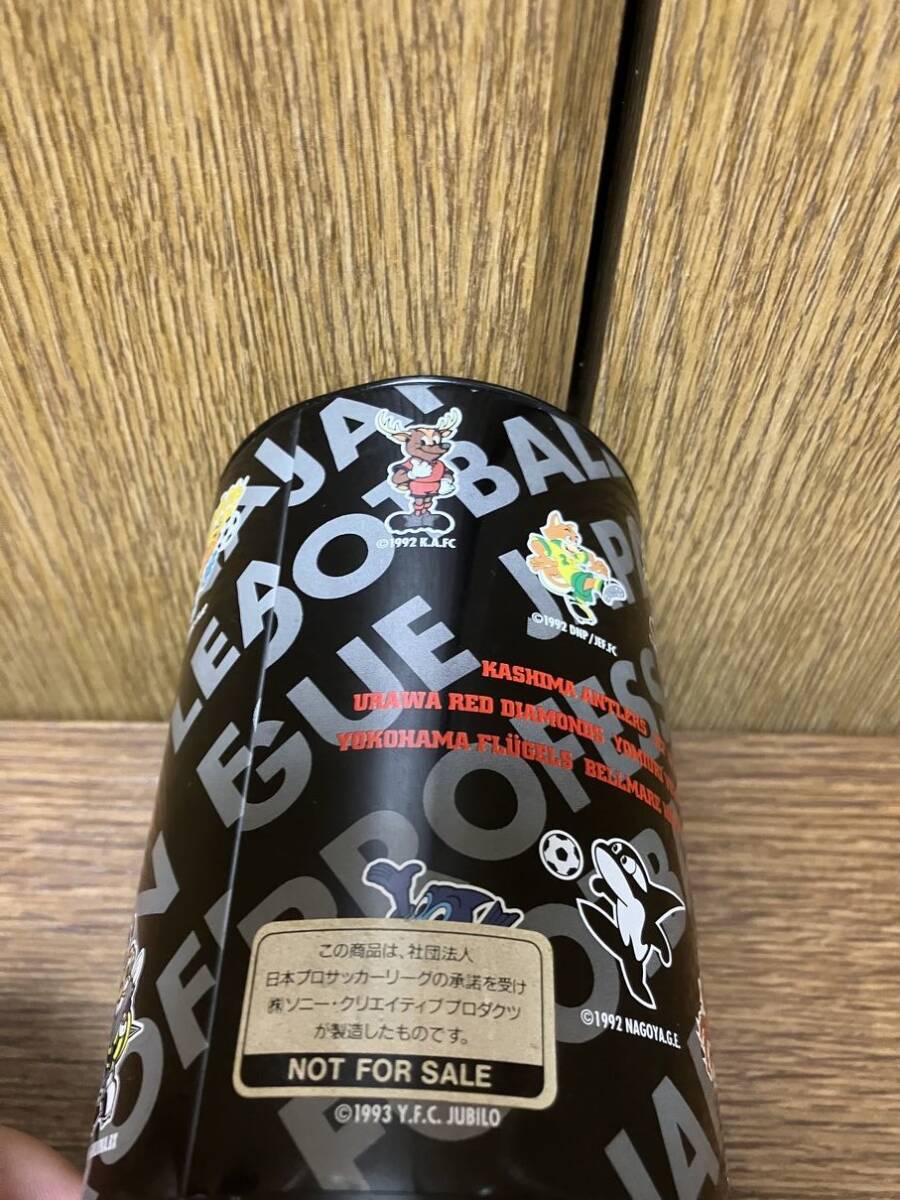 ©1992 K.A.FC
©1992 DNP/JEF.FC
KASHIMA ANTLERS
URAWA RED DIAMONDS YOMIURI
YOKOHAMA FLÜGELS BELLMARE
FOOTBALL
LEAGUE
©1992 NAGOYA.G.E.
この商品は、社団法人
日本プロサッカーリーグの承諾を受け
㈱ソニー・クリエイティブプロダクツ
が製造したものです。
NOT FOR SALE
©1993 Y.F.C. JUBILO